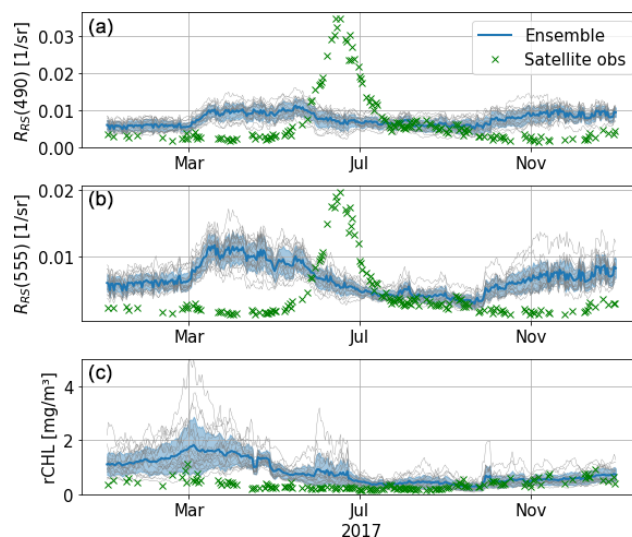 (a)
Ensemble
Satellite obs
R_RS(490) [1/sr]
0.03
0.02
0.01
0.00
Mar
Jul
Nov
(b)
R_RS(555) [1/sr]
0.02
0.01
Mar
Jul
Nov
(c)
rCHL [mg/m³]
4
2
0
Mar
Jul
Nov
2017